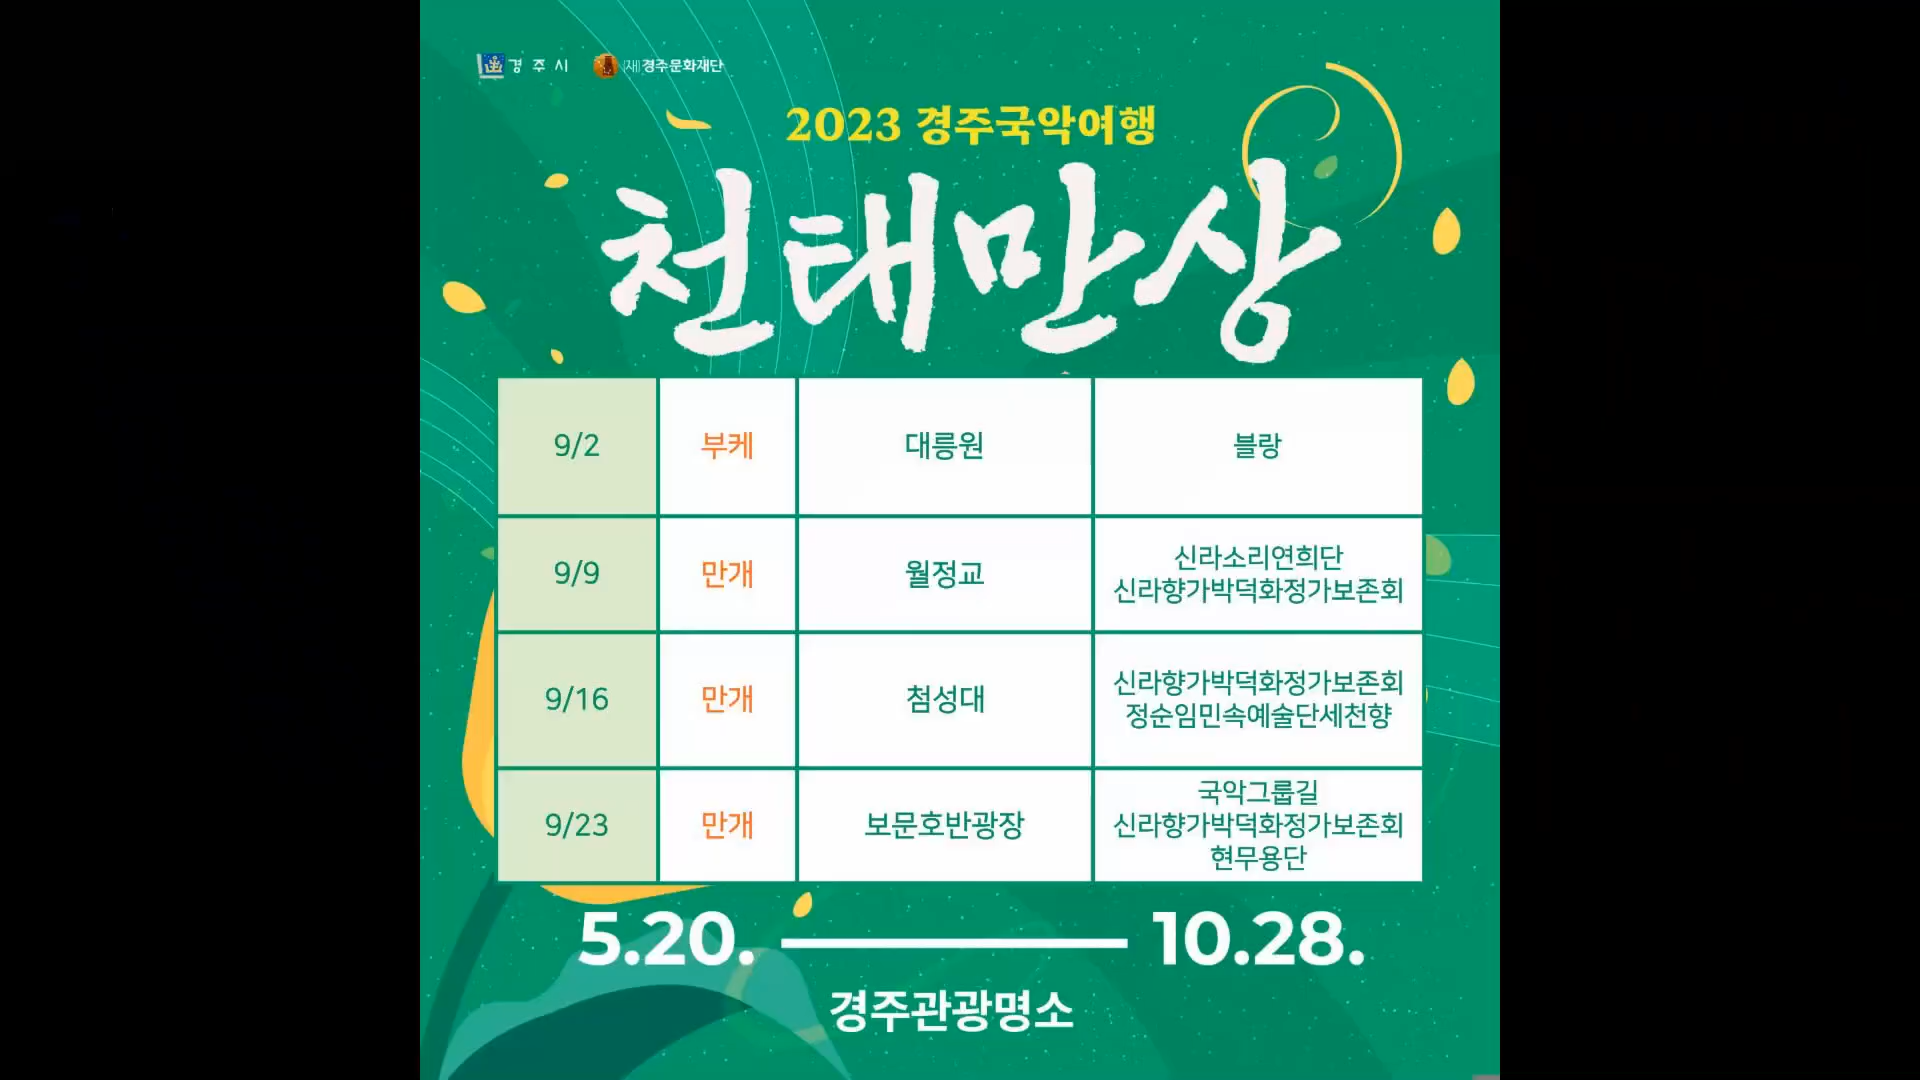 경주시 (재)경주문화재단
2023 경주국악여행
천태만상
9/2 부케 대릉원 블랑
9/9 만개 월정교 신라소리연희단
신라향가박덕화정가보존회
9/16 만개 첨성대 신라향가박덕화정가보존회
정순임민속예술단세천향
9/23 만개 보문호반광장 국악그룹길
신라향가박덕화정가보존회
현무용단
5.20. 10.28.
경주관광명소